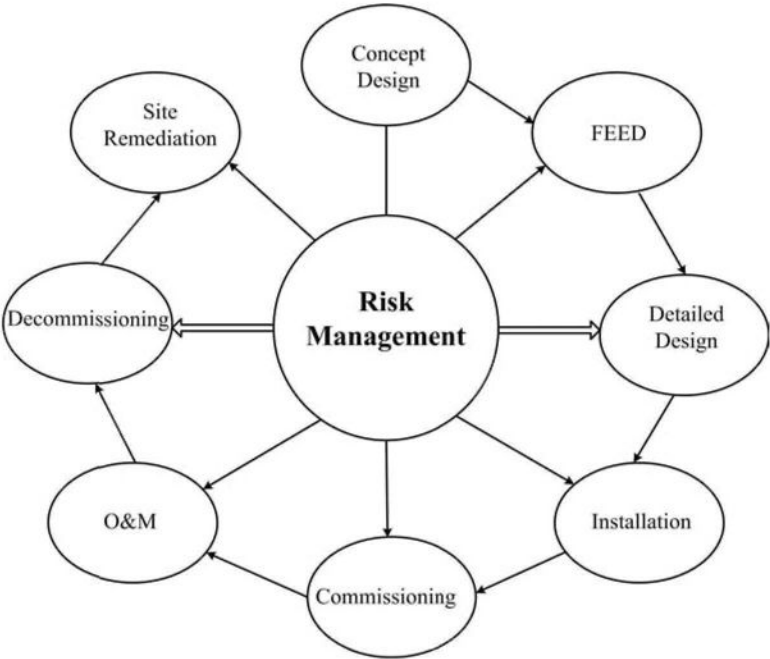 Concept
Design
Site
Remediation
FEED
Risk
Management
Decommissioning
Detailed
Design
O&M
Installation
Commissioning